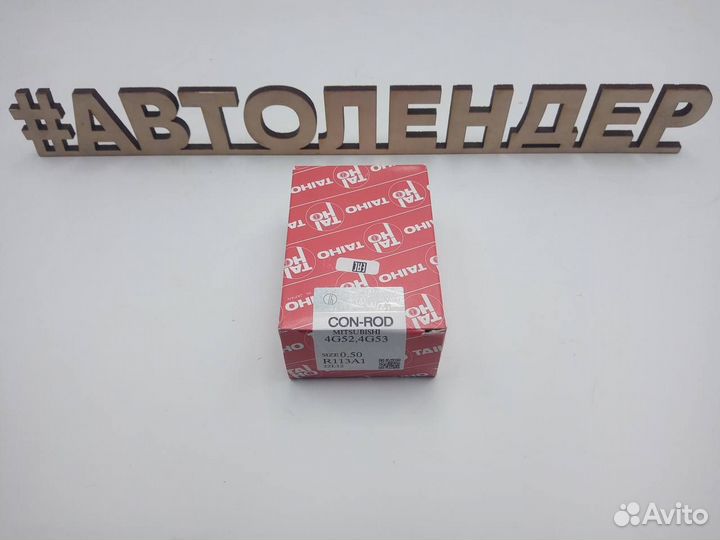 #АВТОЛЕНДЕР
TAIHO
CON-ROD
MITSUBISHI
4G52,4G53
SIZE 0.50
R113A1
Avito